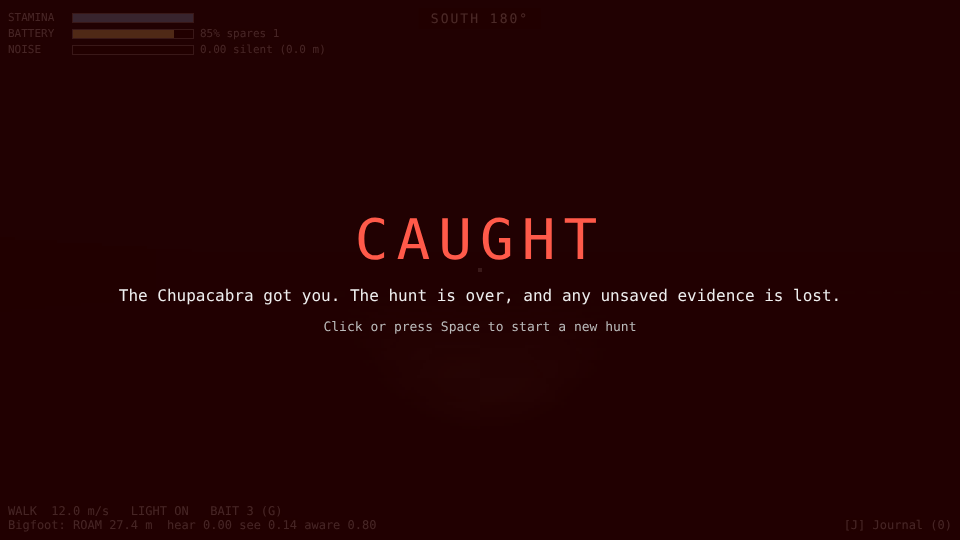 STAMINA
SOUTH 180°
BATTERY 85% spares 1
NOISE 0.00 silent (0.0 m)
CAUGHT
The Chupacabra got you. The hunt is over, and any unsaved evidence is lost.
Click or press Space to start a new hunt
WALK 12.0 m/s LIGHT ON BAIT 3 (G)
Bigfoot: ROAM 27.4 m hear 0.00 see 0.14 aware 0.80
[J] Journal (0)